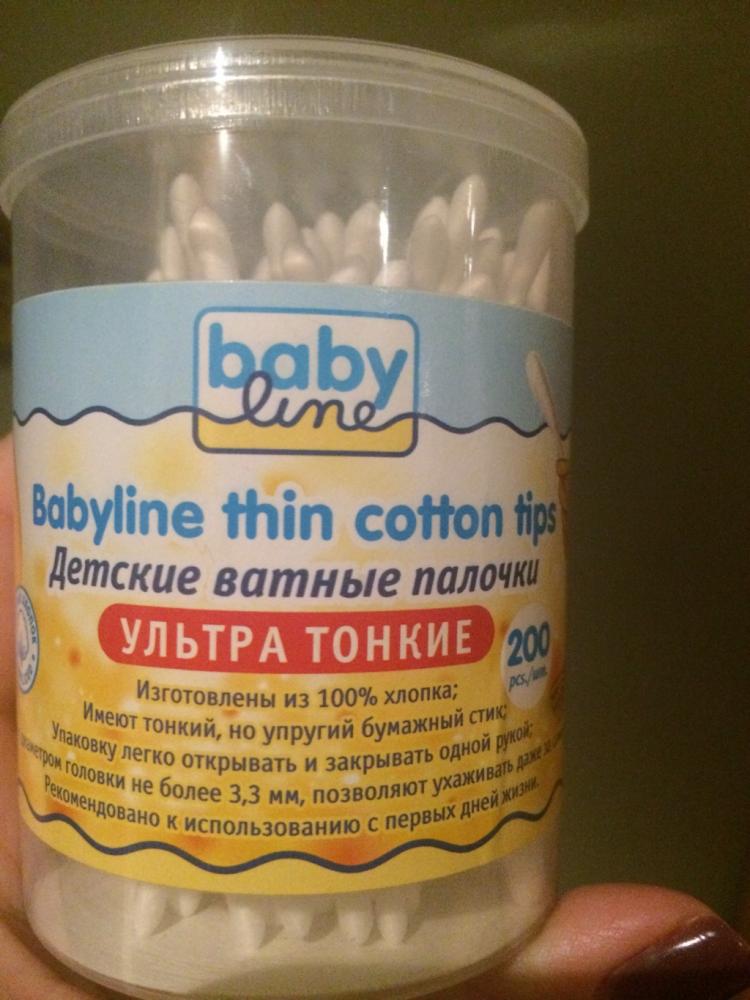 baby
line
Babyline thin cotton tips
Детские ватные палочки
УЛЬТРА ТОНКИЕ
200
pcs./шт.
Изготовлены из 100% хлопка;
Имеют тонкий, но упругий бумажный стик;
Упаковку легко открывать и закрывать одной рукой;
головки не более 3,3 мм, позволяют ухаживать даже
Рекомендовано к использованию с первых дней жизни.